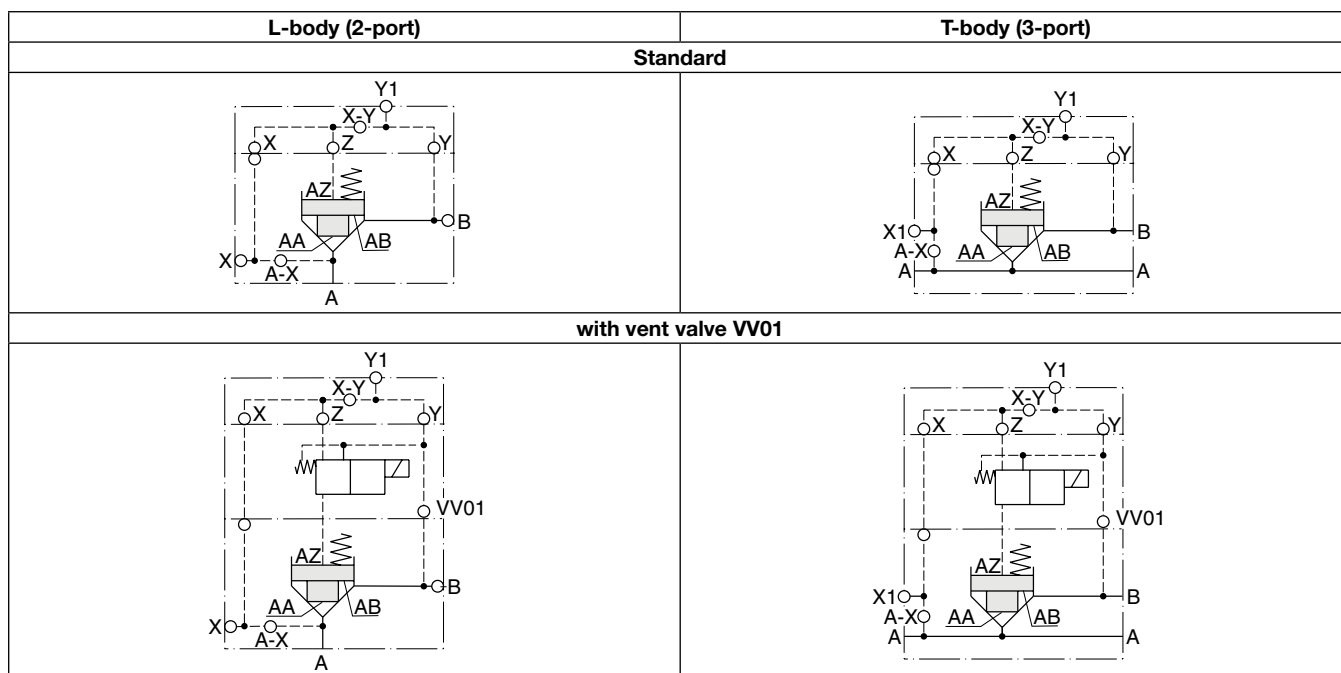 L-body (2-port)
T-body (3-port)
Standard
Y1
X-Y
X
Z
Y
AZ
B
AA
AB
X
A-X
A
Y1
X-Y
X
Z
Y
AZ
X1
B
A-X
AA
AB
A
A
with vent valve VV01
Y1
X-Y
X
Z
Y
VV01
AZ
B
AA
AB
X
A-X
A
Y1
X-Y
X
Z
Y
VV01
AZ
X1
B
A-X
AA
AB
A
A